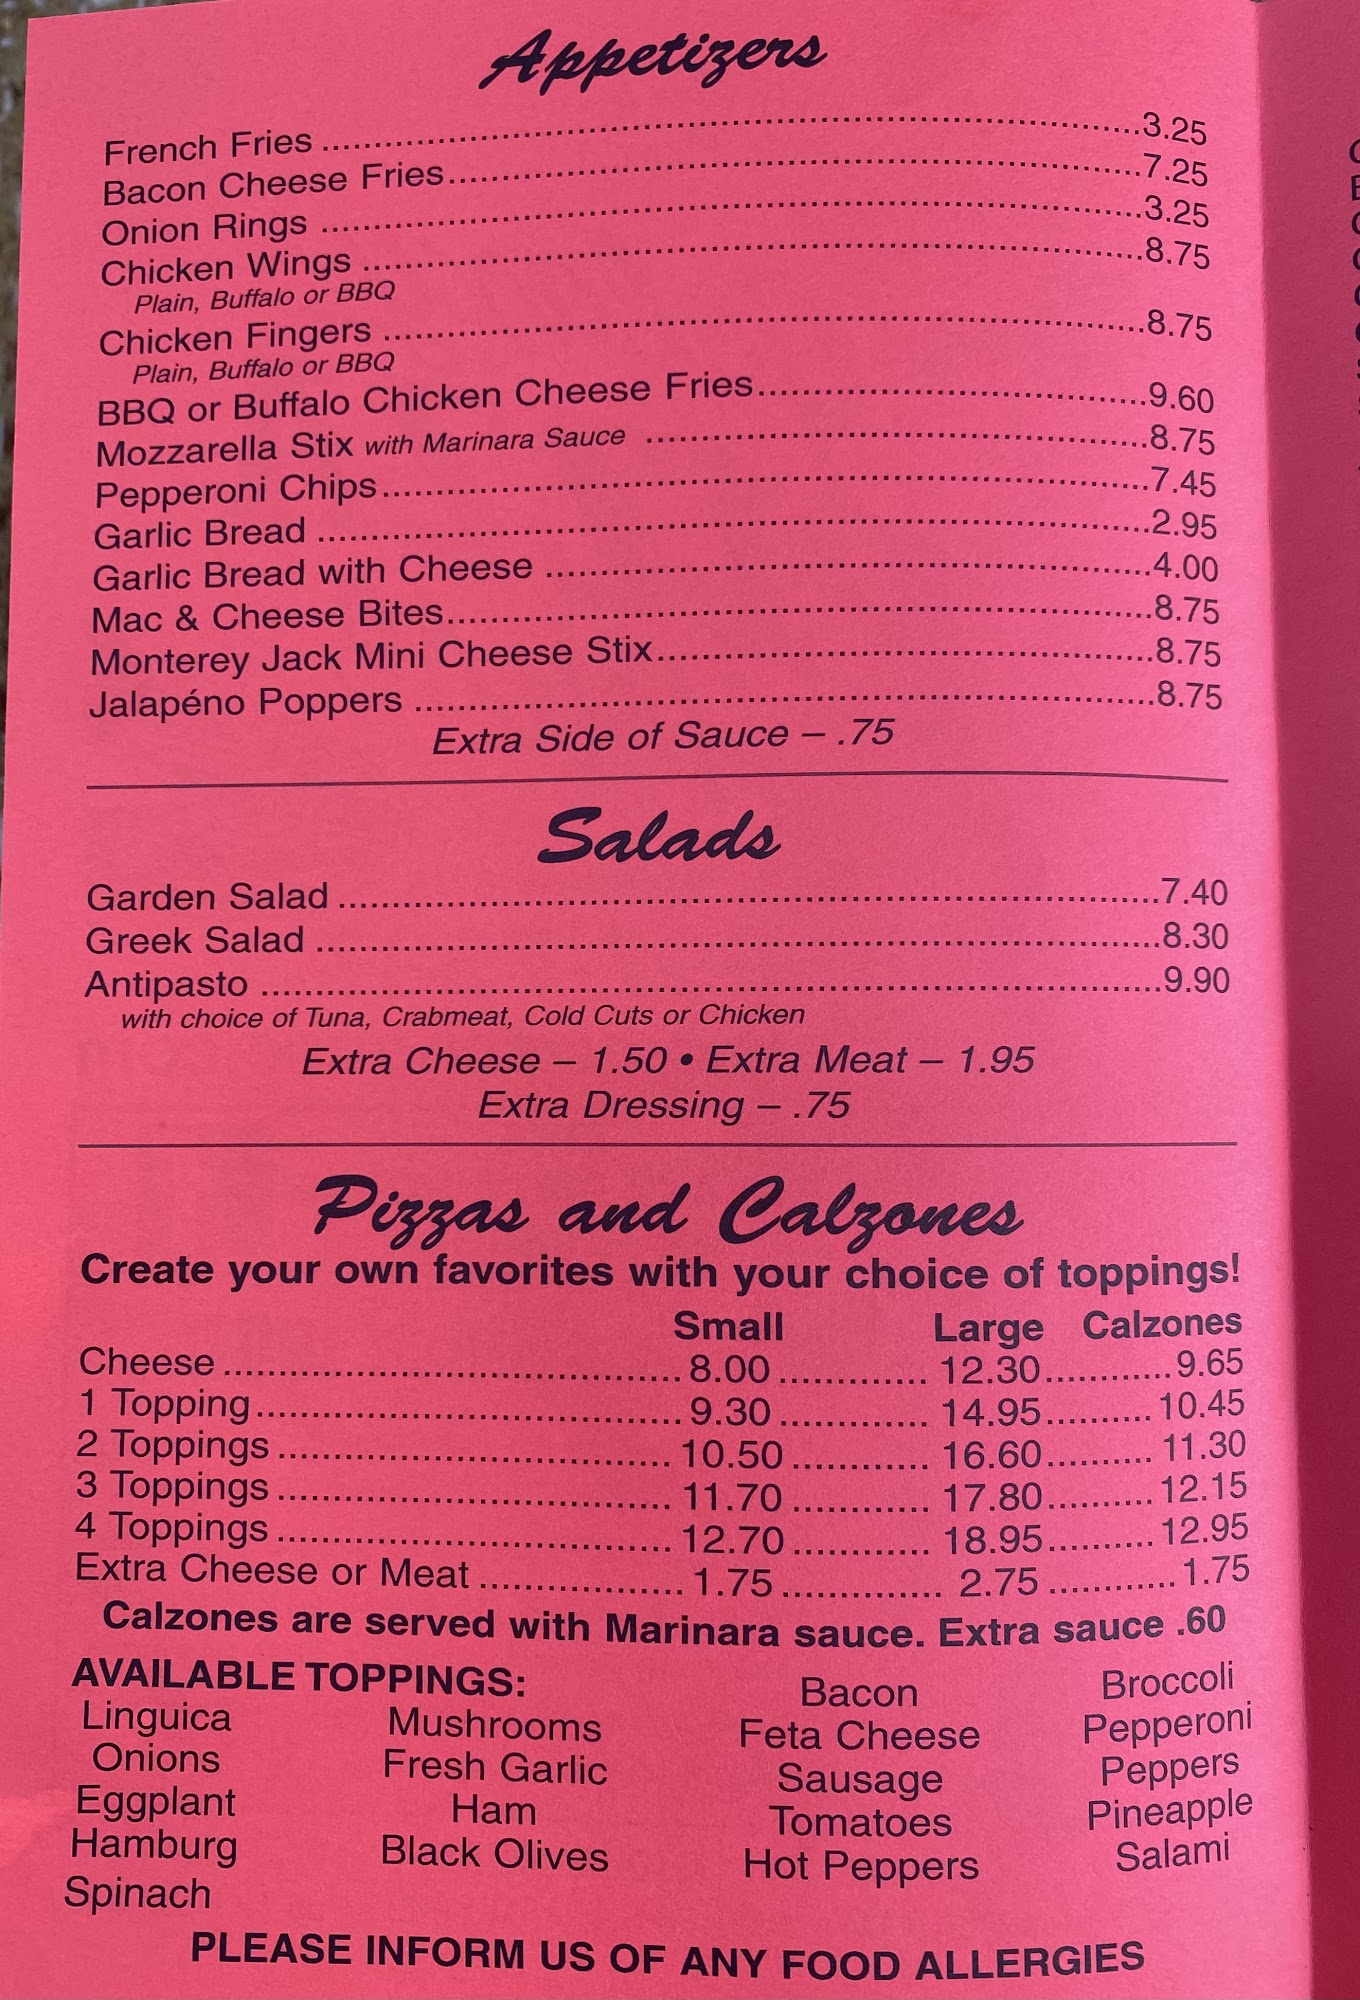 Appetizers
French Fries ........ 3.25
Bacon Cheese Fries ........ 7.25
Onion Rings ........ 3.25
Chicken Wings ........ 8.75
Plain, Buffalo or BBQ
Chicken Fingers ........ 8.75
Plain, Buffalo or BBQ
BBQ or Buffalo Chicken Cheese Fries ........ 9.60
Mozzarella Stix with Marinara Sauce ........ 8.75
Pepperoni Chips ........ 7.45
Garlic Bread ........ 2.95
Garlic Bread with Cheese ........ 4.00
Mac & Cheese Bites ........ 8.75
Monterey Jack Mini Cheese Stix ........ 8.75
Jalapéno Poppers ........ 8.75
Extra Side of Sauce – .75
Salads
Garden Salad ........ 7.40
Greek Salad ........ 8.30
Antipasto ........ 9.90
with choice of Tuna, Crabmeat, Cold Cuts or Chicken
Extra Cheese – 1.50 • Extra Meat – 1.95
Extra Dressing – .75
Pizzas and Calzones
Create your own favorites with your choice of toppings!
Small Large Calzones
Cheese ........ 8.00 ........ 12.30 ........ 9.65
1 Topping ........ 9.30 ........ 14.95 ........ 10.45
2 Toppings ........ 10.50 ........ 16.60 ........ 11.30
3 Toppings ........ 11.70 ........ 17.80 ........ 12.15
4 Toppings ........ 12.70 ........ 18.95 ........ 12.95
Extra Cheese or Meat ........ 1.75 ........ 2.75 ........ 1.75
Calzones are served with Marinara sauce. Extra sauce .60
AVAILABLE TOPPINGS: Bacon Broccoli
Linguica Mushrooms Feta Cheese Pepperoni
Onions Fresh Garlic Sausage Peppers
Eggplant Ham Tomatoes Pineapple
Hamburg Black Olives Hot Peppers Salami
Spinach
PLEASE INFORM US OF ANY FOOD ALLERGIES